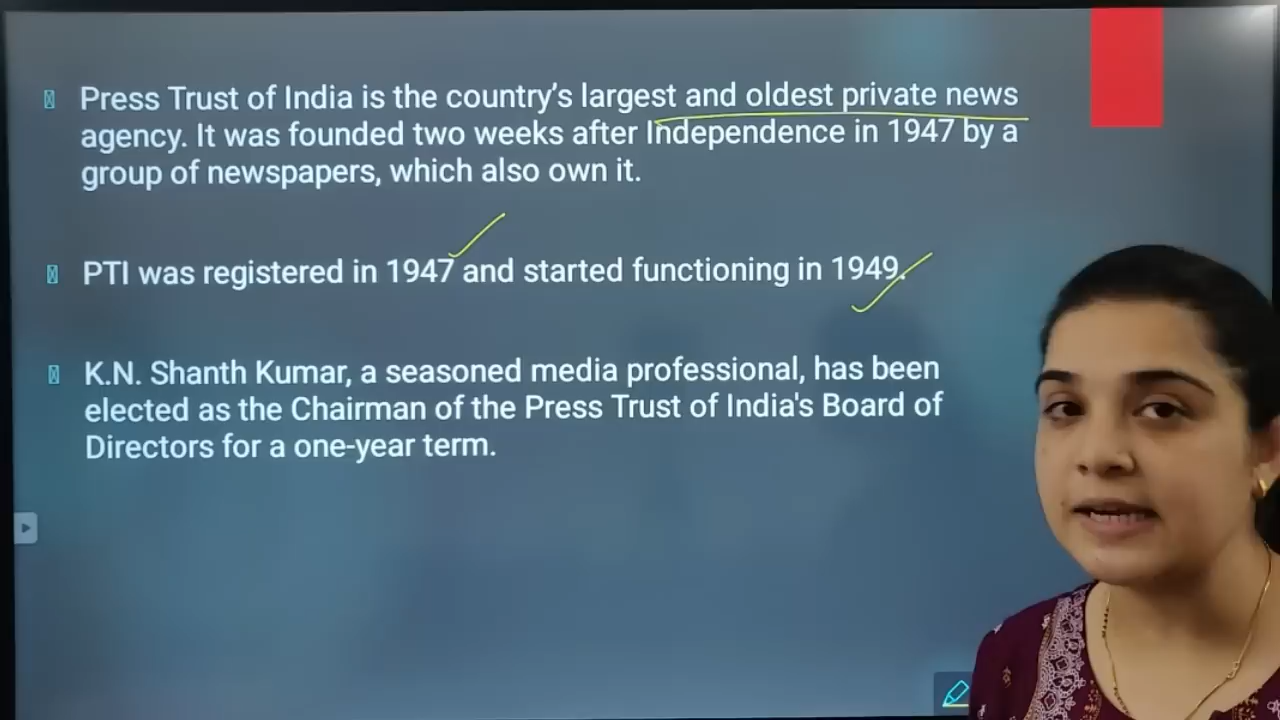 Press Trust of India is the country's largest and oldest private news
agency. It was founded two weeks after Independence in 1947 by a
group of newspapers, which also own it.
PTI was registered in 1947 and started functioning in 1949.
K.N. Shanth Kumar, a seasoned media professional, has been
elected as the Chairman of the Press Trust of India's Board of
Directors for a one-year term.